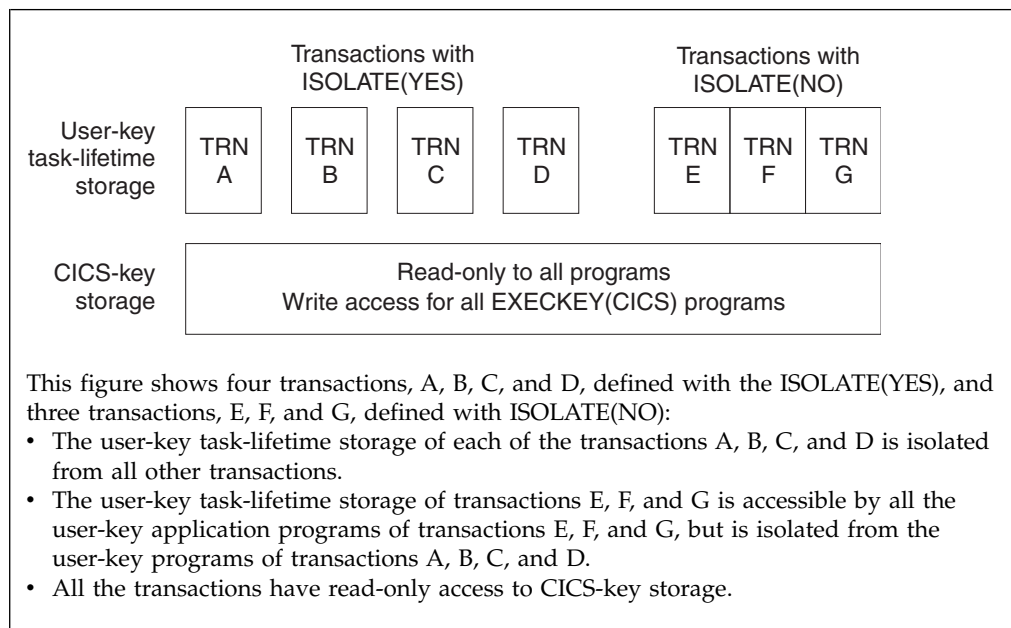 Transactions with
ISOLATE(YES)
Transactions with
ISOLATE(NO)
User-key
task-lifetime
storage
TRN
A
TRN
B
TRN
C
TRN
D
TRN
E
TRN
F
TRN
G
CICS-key
storage
Read-only to all programs
Write access for all EXECKEY(CICS) programs
This figure shows four transactions, A, B, C, and D, defined with the ISOLATE(YES), and
three transactions, E, F, and G, defined with ISOLATE(NO):
• The user-key task-lifetime storage of each of the transactions A, B, C, and D is isolated
from all other transactions.
• The user-key task-lifetime storage of transactions E, F, and G is accessible by all the
user-key application programs of transactions E, F, and G, but is isolated from the
user-key programs of transactions A, B, C, and D.
• All the transactions have read-only access to CICS-key storage.